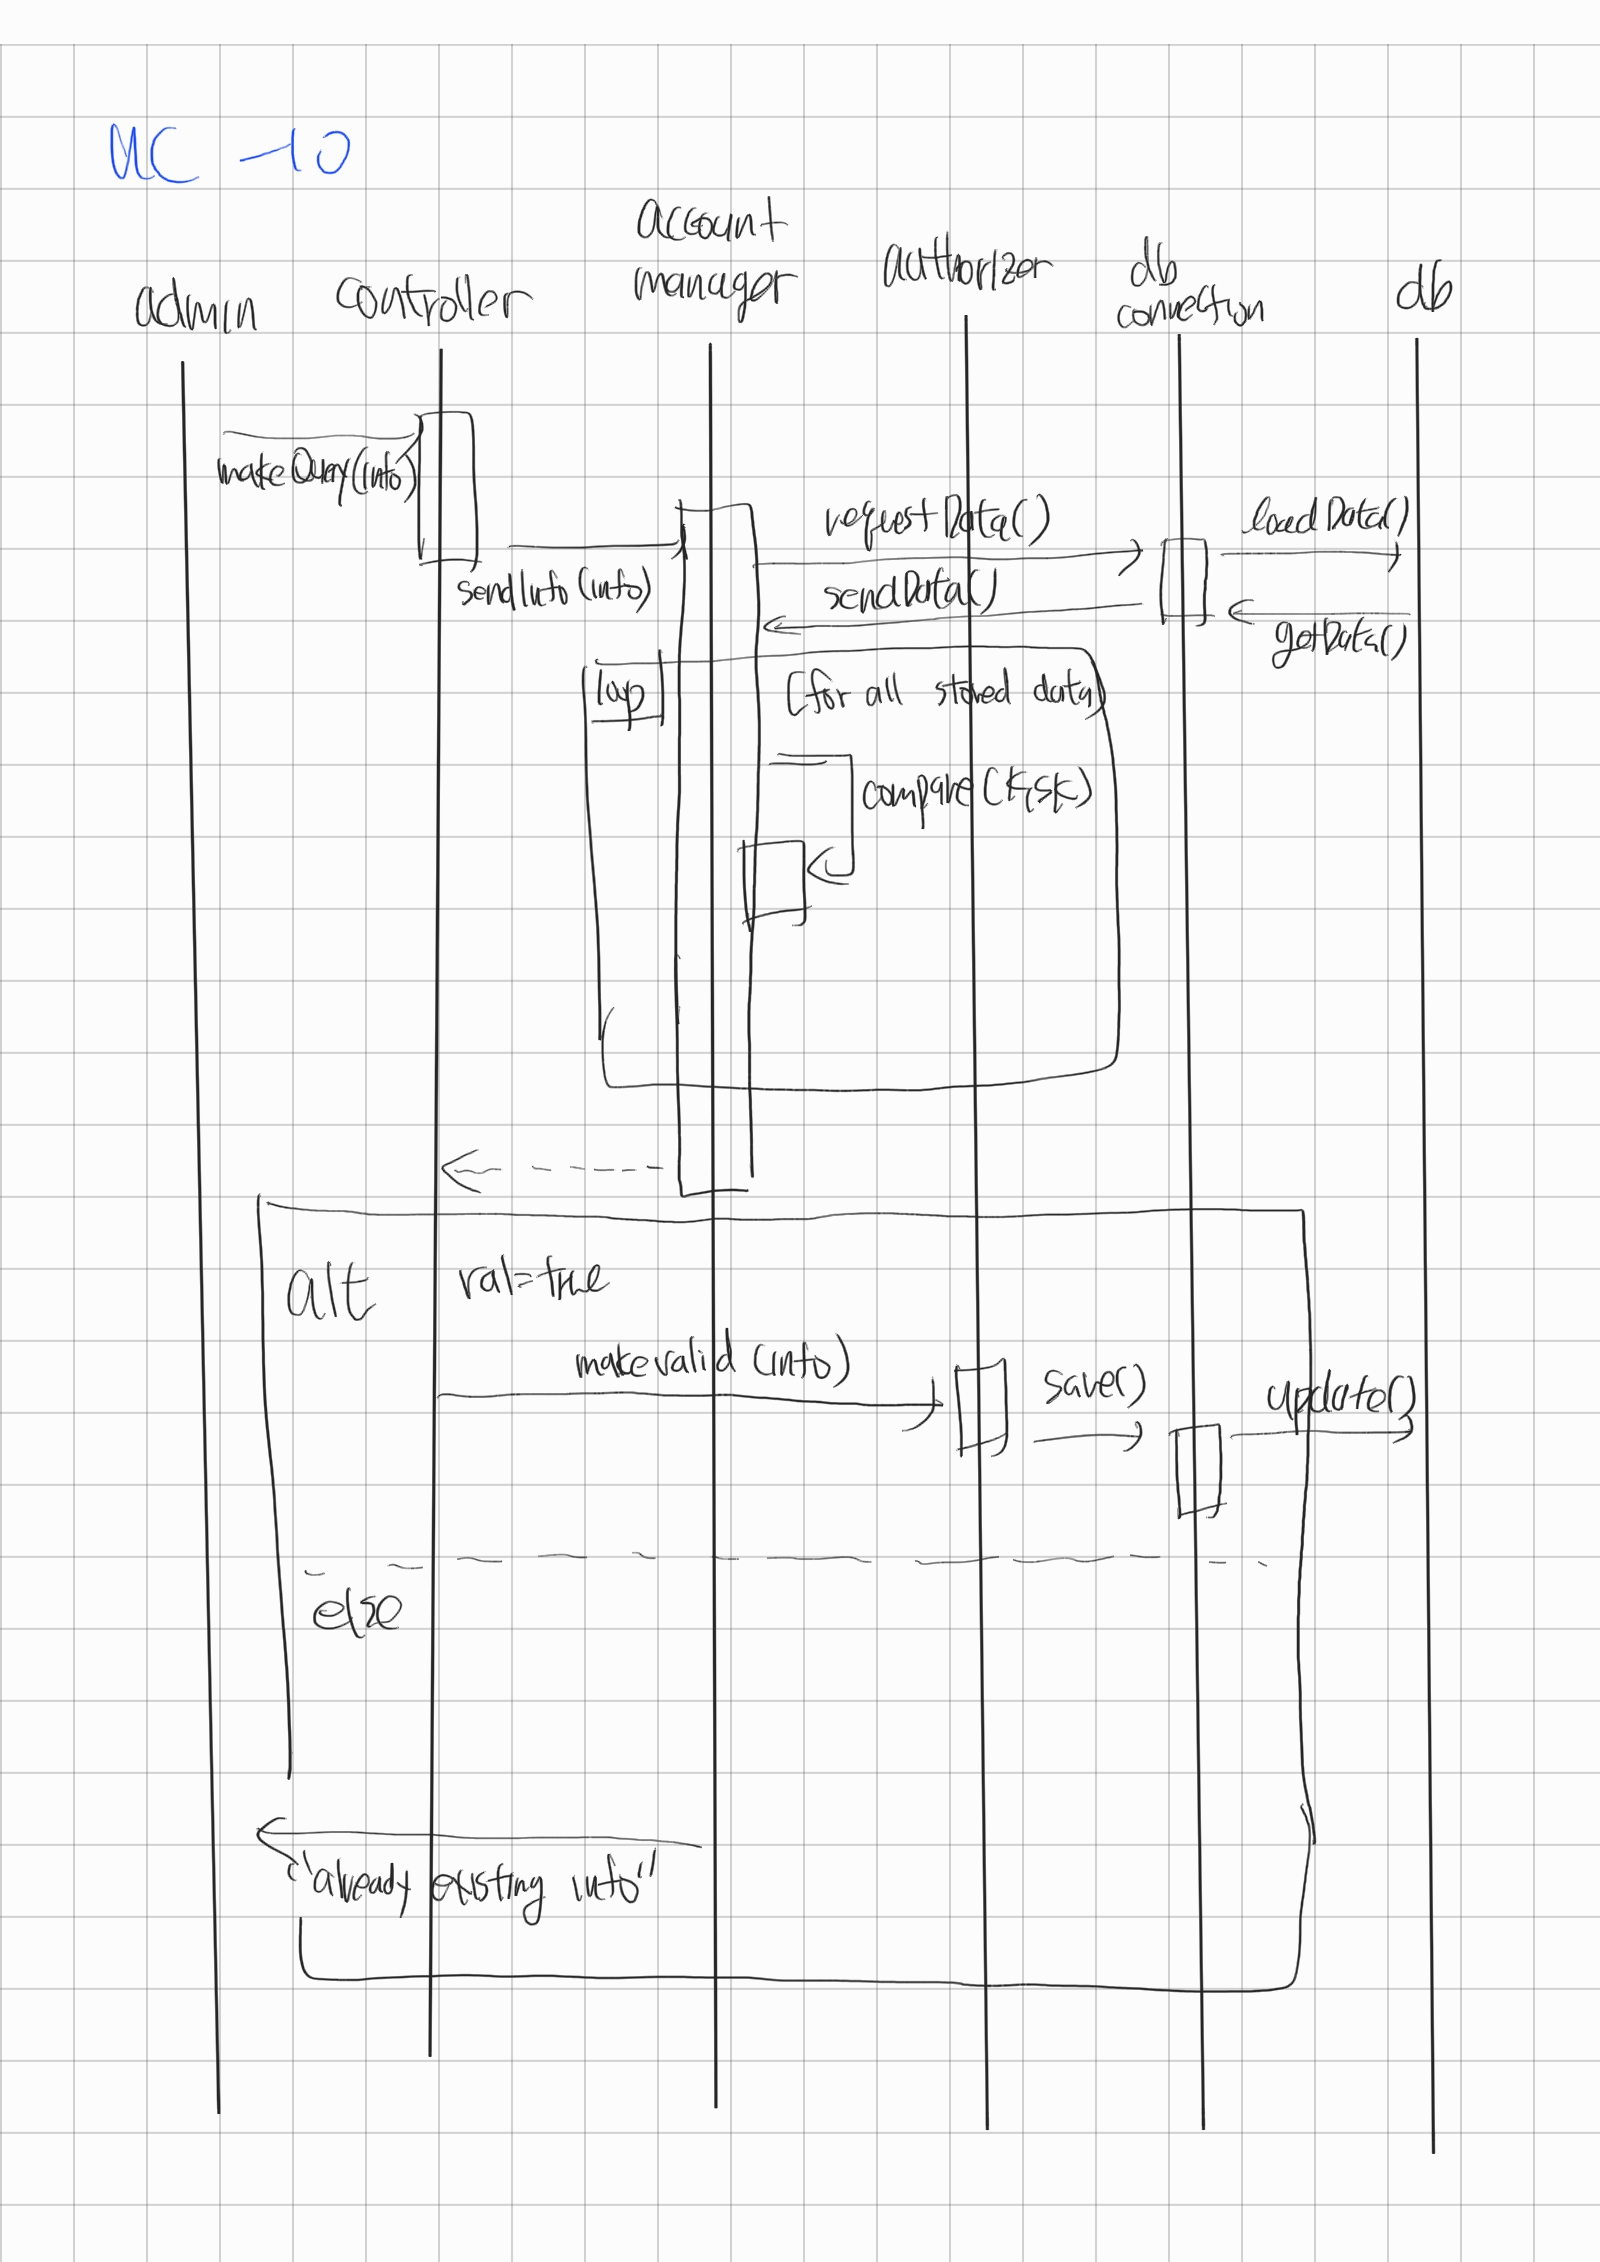 UC-10
admin
controller
account
manager
authorizer
db
connection
db
makeQuery(info)
sendInfo(info)
requestData()
loadData()
sendData()
getData()
loop
[for all stored data]
compare(k,sk)
alt
val=true
makevalid(info)
save()
update()
else
"already existing info"